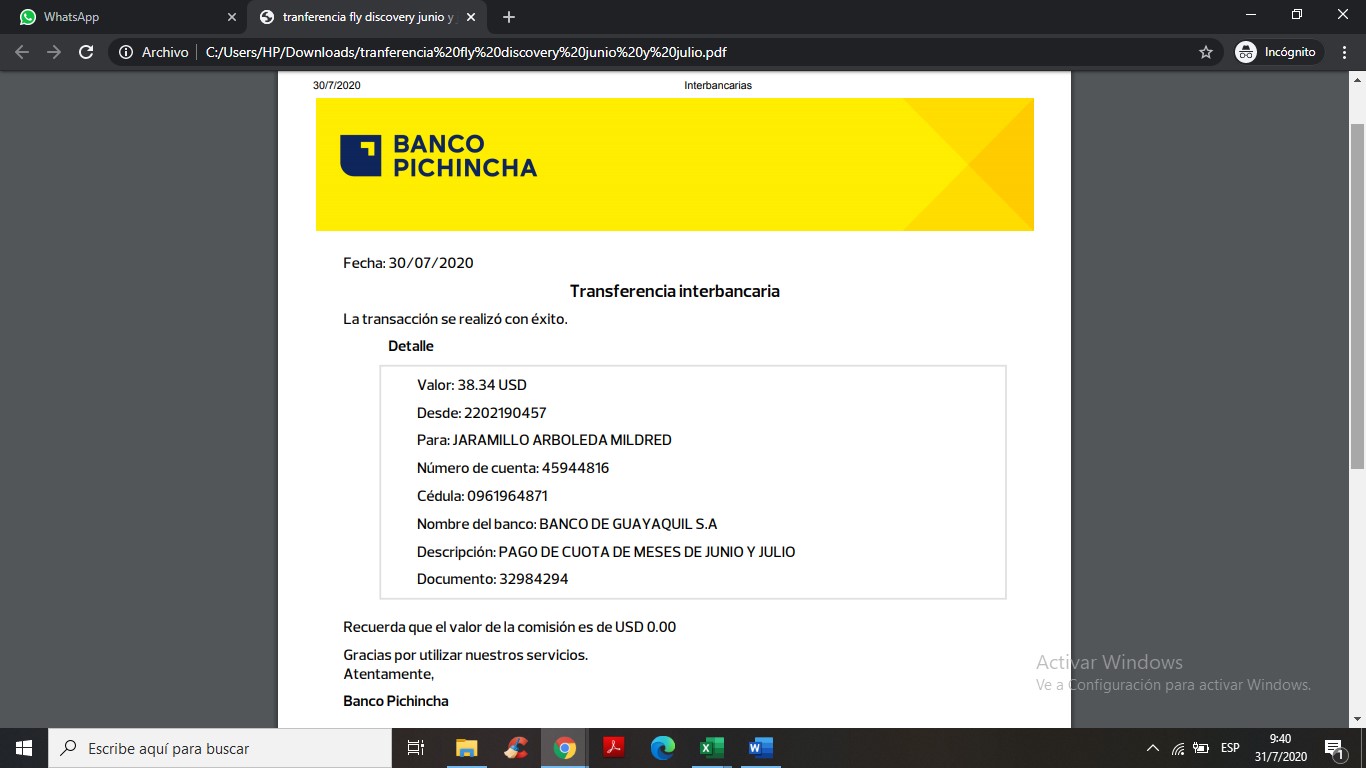 WhatsApp
tranferencia fly discovery junio y
Archivo
C:/Users/HP/Downloads/tranferencia%20fly%20discovery%20junio%20y%20julio.pdf
Incógnito
30/7/2020
Interbancarias
BANCO
PICHINCHA
Fecha: 30/07/2020
Transferencia interbancaria
La transacción se realizó con éxito.
Detalle
Valor: 38.34 USD
Desde: 2202190457
Para: JARAMILLO ARBOLEDA MILDRED
Número de cuenta: 45944816
Cédula: 0961964871
Nombre del banco: BANCO DE GUAYAQUIL S.A
Descripción: PAGO DE CUOTA DE MESES DE JUNIO Y JULIO
Documento: 32984294
Recuerda que el valor de la comisión es de USD 0.00
Gracias por utilizar nuestros servicios.
Atentamente,
Banco Pichincha
Activar Windows
Ve a Configuración para activar Windows.
Escribe aquí para buscar
ESP
9:40
31/7/2020
1